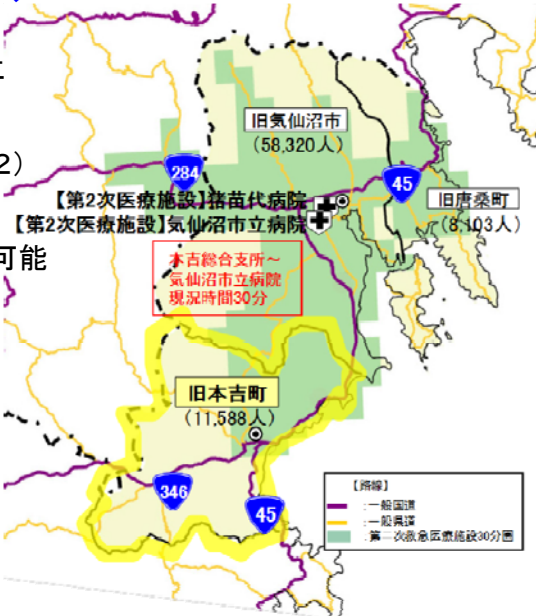 2)
可能
旧気仙沼市
(58,320人)
284
45
【第2次医療施設】猪苗代病院
【第2次医療施設】気仙沼市立病院
旧唐桑町
(8,103人)
本吉総合支所~
気仙沼市立病院
現況時間30分
旧本吉町
(11,588人)
346
45
【路線】
:一般国道
:一般県道
:第二次救急医療施設30分圏